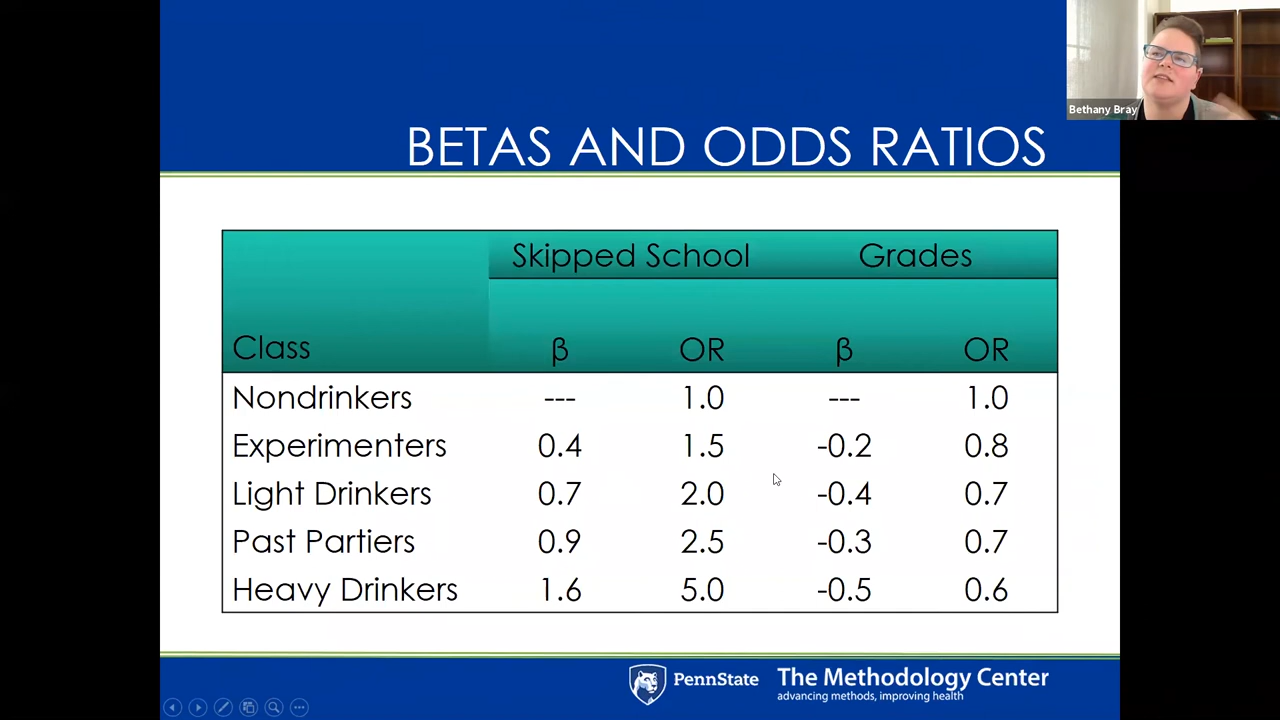 Bethany Bray
BETAS AND ODDS RATIOS
Skipped School Grades
Class β OR β OR
Nondrinkers --- 1.0 --- 1.0
Experimenters 0.4 1.5 -0.2 0.8
Light Drinkers 0.7 2.0 -0.4 0.7
Past Partiers 0.9 2.5 -0.3 0.7
Heavy Drinkers 1.6 5.0 -0.5 0.6
PennState The Methodology Center
advancing methods, improving health